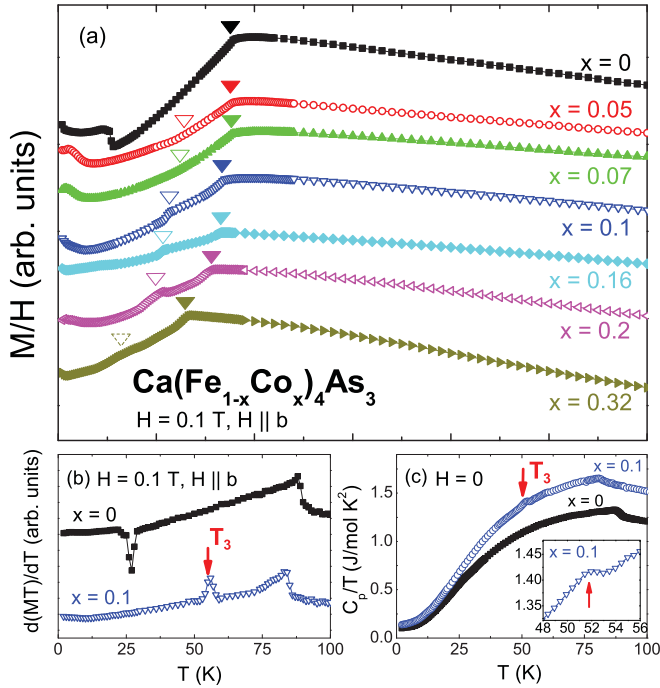 (a)
x = 0
x = 0.05
x = 0.07
x = 0.1
x = 0.16
x = 0.2
x = 0.32
M/H (arb. units)
Ca(Fe1-xCox)4As3
H = 0.1 T, H || b
(b) H = 0.1 T, H || b
x = 0
T3
x = 0.1
d(MT)/dT (arb. units)
0 25 50 75 100
T (K)
(c) H = 0
T3
x = 0.1
x = 0
Cp/T (J/mol K2)
1.5
1.0
0.5
0.0
x = 0.1
1.45
1.40
1.35
48 50 52 54 56
0 25 50 75 100
T (K)